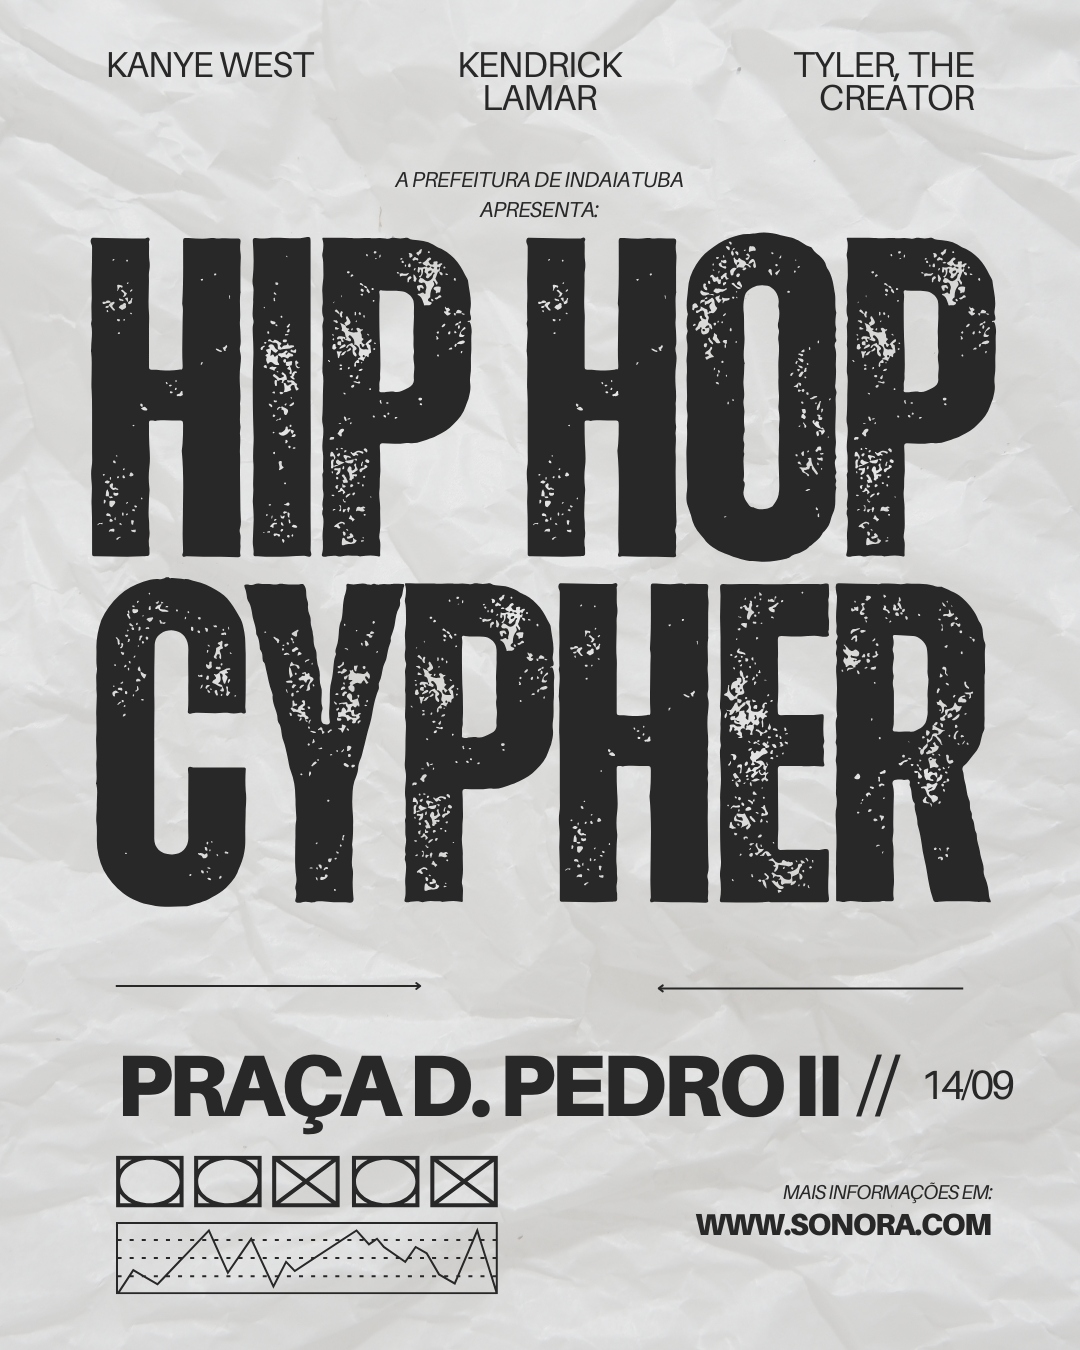 KANYE WEST
KENDRICK
LAMAR
TYLER, THE
CREATOR
A PREFEITURA DE INDAIATUBA
APRESENTA:
HIP HOP
CYPHER
PRAÇA D. PEDRO II // 14/09
MAIS INFORMAÇÕES EM:
WWW.SONORA.COM